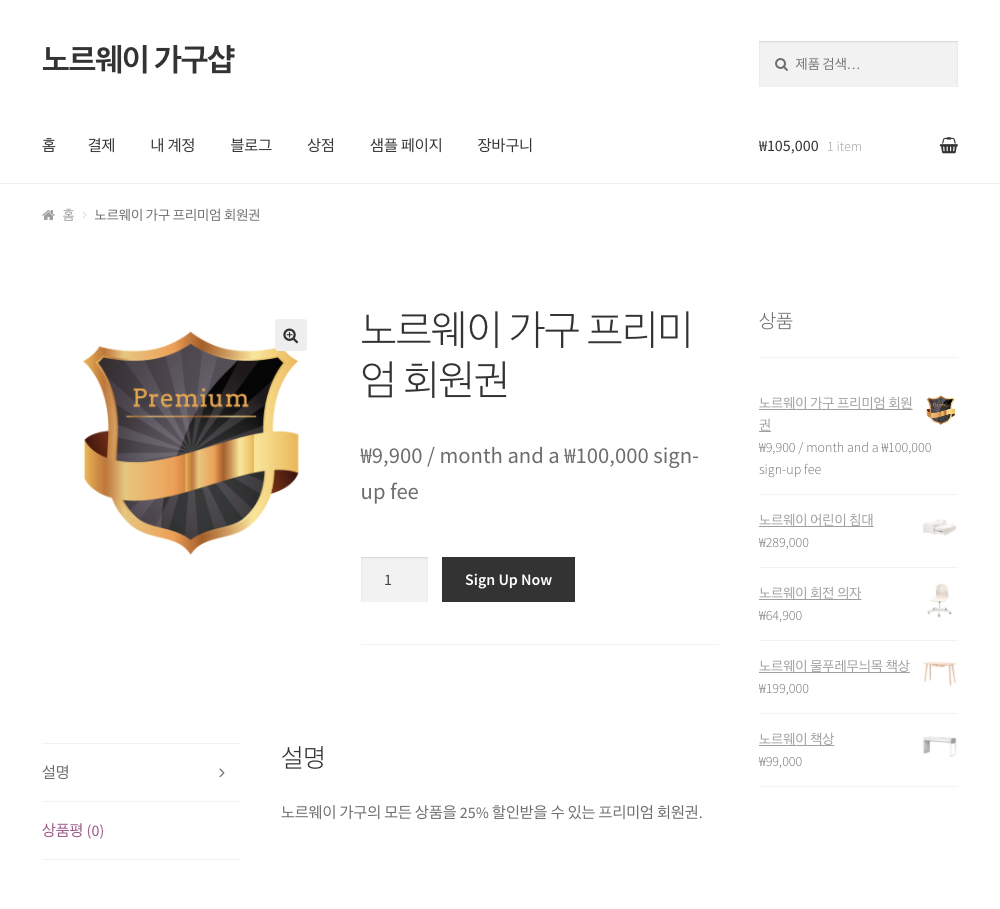 노르웨이 가구샵
제품 검색…
홈 결제 내 계정 블로그 상점 샘플 페이지 장바구니
₩105,000 1 item
홈 › 노르웨이 가구 프리미엄 회원권
Premium
노르웨이 가구 프리미
엄 회원권
₩9,900 / month and a ₩100,000 sign-
up fee
1
Sign Up Now
상품
노르웨이 가구 프리미엄 회원
권
₩9,900 / month and a ₩100,000
sign-up fee
노르웨이 어린이 침대
₩289,000
노르웨이 회전 의자
₩64,900
노르웨이 물푸레무늬목 책상
₩199,000
노르웨이 책상
₩99,000
설명
상품평 (0)
설명
노르웨이 가구의 모든 상품을 25% 할인받을 수 있는 프리미엄 회원권.